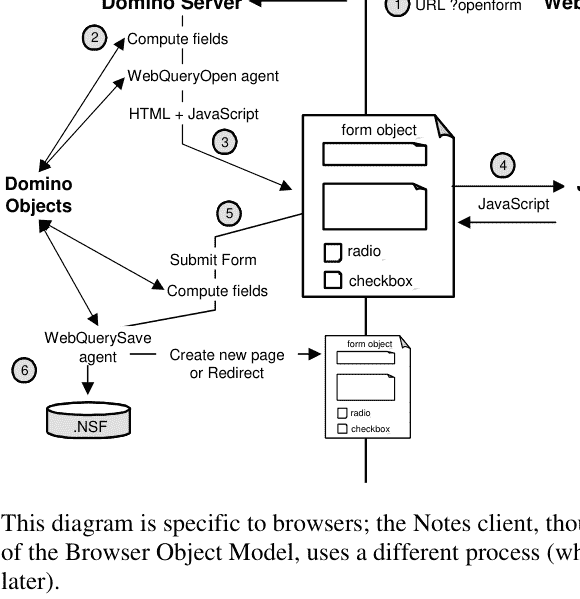 Domino Server
1 URL ?openform
2 Compute fields
WebQueryOpen agent
HTML + JavaScript
form object
3
4
Domino
Objects
JavaScript
5
radio
Submit Form
checkbox
Compute fields
WebQuerySave
agent
Create new page
or Redirect
form object
6
radio
checkbox
.NSF
This diagram is specific to browsers; the Notes client, thou
of the Browser Object Model, uses a different process (wh
later).